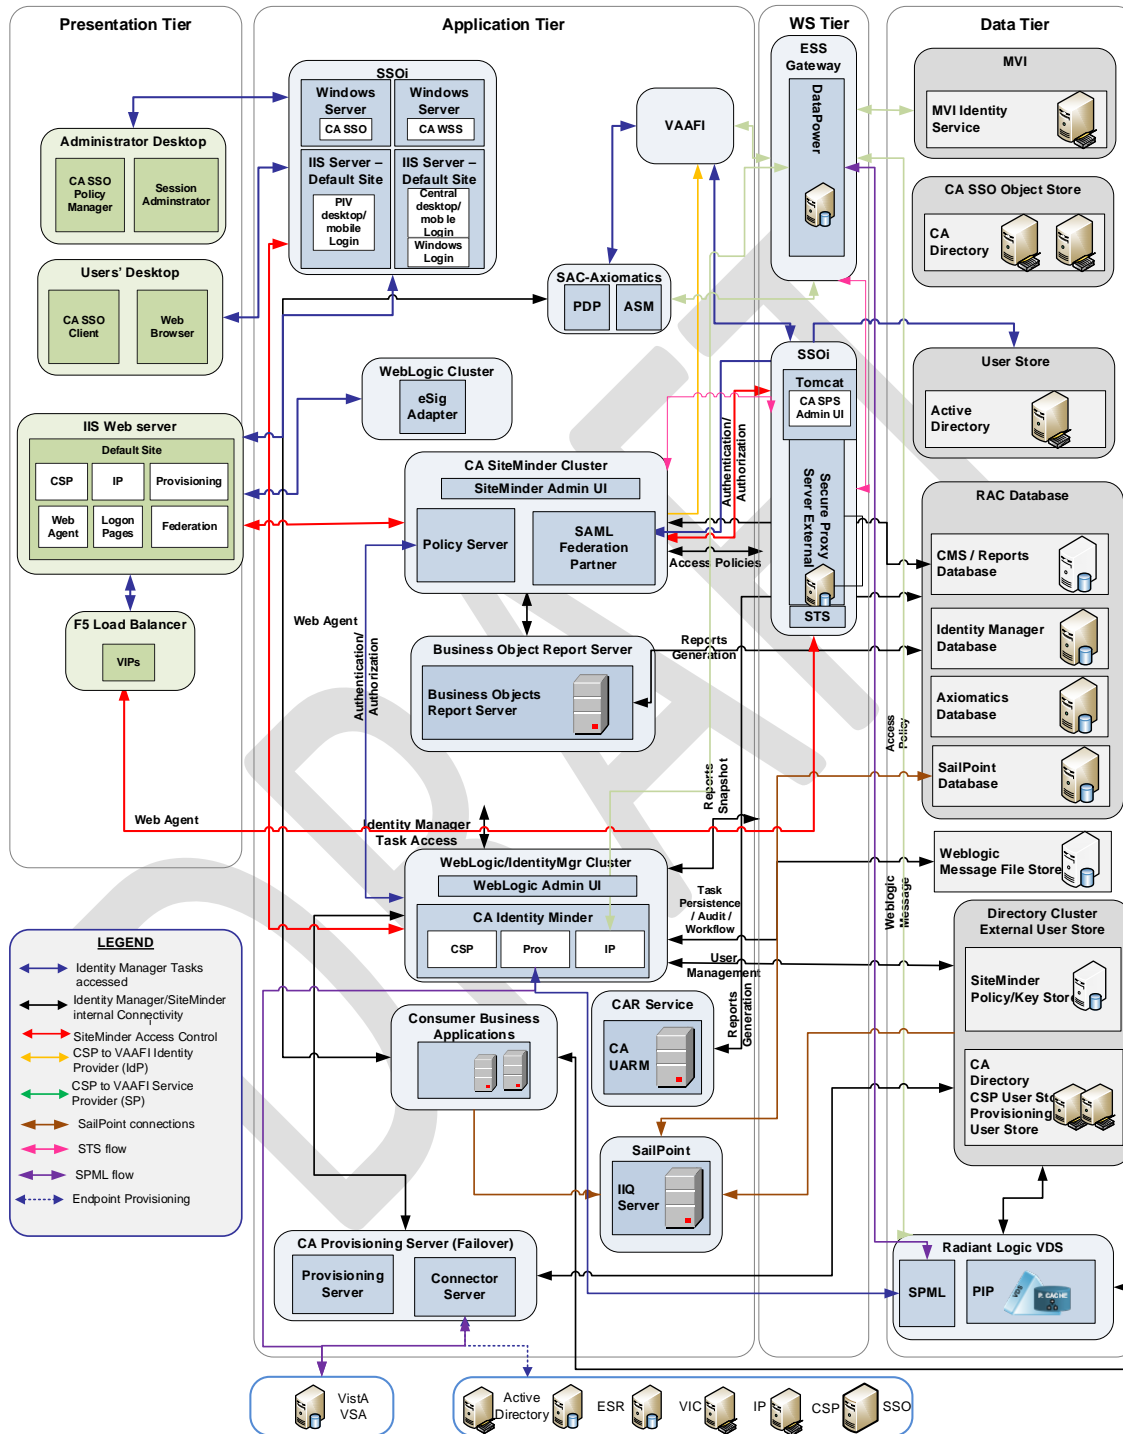 Presentation Tier
Application Tier
WS Tier
Data Tier
SSOi
Windows Server
CA SSO
Windows Server
CA WSS
IIS Server – Default Site
PIV desktop/ mobile Login
IIS Server – Default Site
Central desktop/ mob le Login
Windows Login
Administrator Desktop
CA SSO Policy Manager
Session Adminstrator
Users' Desktop
CA SSO Client
Web Browser
VAAFI
ESS Gateway
DataPower
MVI
MVI Identity Service
CA SSO Object Store
CA Directory
SAC-Axiomatics
PDP
ASM
User Store
Active Directory
WebLogic Cluster
eSig Adapter
SSOi
Tomcat
CA SPS Admin UI
Secure Proxy Server External
STS
IIS Web server
Default Site
CSP
IP
Provisioning
Web Agent
Logon Pages
Federation
CA SiteMinder Cluster
SiteMinder Admin UI
Policy Server
SAML Federation Partner
Authentication/ Authorization
Access Policies
RAC Database
CMS / Reports Database
Identity Manager Database
Axiomatics Database
SailPoint Database
F5 Load Balancer
VIPs
Web Agent
Authentication/ Authorization
Business Object Report Server
Business Objects Report Server
Reports Generation
Access Policy
Reports Snapshot
Web Agent
Identity Manager Task Access
WebLogic/IdentityMgr Cluster
WebLogic Admin UI
CA Identity Minder
CSP
Prov
IP
Task Persistence / Audit / Workflow
User Management
Weblogic Message File Store
Weblogic Message
Directory Cluster External User Store
SiteMinder Policy/Key Store
CA Directory CSP User Sto Provisioning User Store
LEGEND
Identity Manager Tasks accessed
Identity Manager/SiteMinder internal Connectivity
SiteMinder Access Control
CSP to VAAFI Identity Provider (IdP)
CSP to VAAFI Service Provider (SP)
SailPoint connections
STS flow
SPML flow
Endpoint Provisioning
Consumer Business Applications
CAR Service
CA UARM
Reports Generation
SailPoint
IIQ Server
CA Provisioning Server (Failover)
Provisioning Server
Connector Server
Radiant Logic VDS
SPML
PIP
VDS
P. CACHE
VistA VSA
Active Directory
ESR
VIC
IP
CSP
SSO
DRAFT